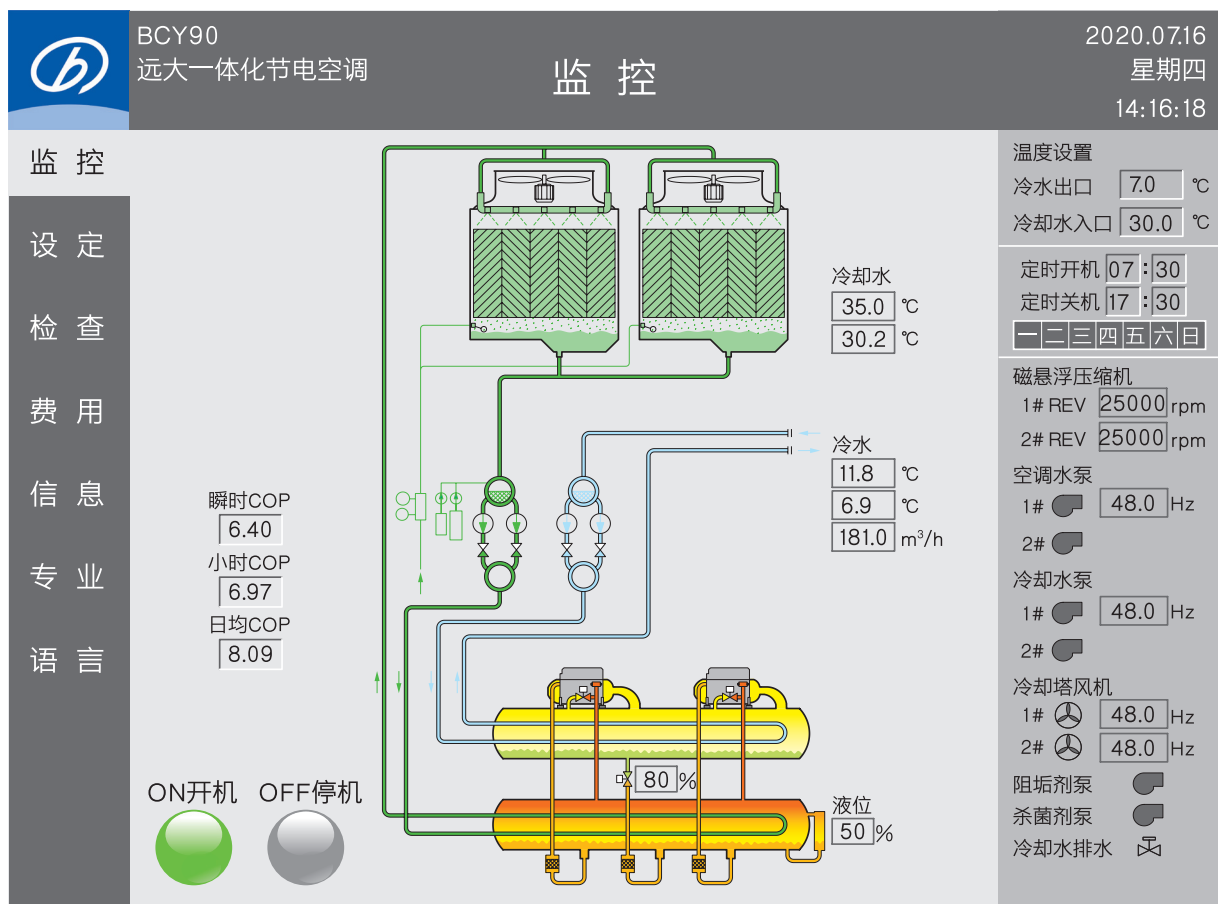 BCY90
远大一体化节电空调
监 控
2020.07.16
星期四
14:16:18
监 控
设 定
检 查
费 用
信 息
专 业
语 言
瞬时COP
6.40
小时COP
6.97
日均COP
8.09
ON开机 OFF停机
冷却水
35.0 ℃
30.2 ℃
冷水
11.8 ℃
6.9 ℃
181.0 m³/h
80 %
液位
50 %
温度设置
冷水出口 7.0 ℃
冷却水入口 30.0 ℃
定时开机 07 : 30
定时关机 17 : 30
一 二 三 四 五 六 日
磁悬浮压缩机
1# REV 25000 rpm
2# REV 25000 rpm
空调水泵
1# 48.0 Hz
2#
冷却水泵
1# 48.0 Hz
2#
冷却塔风机
1# 48.0 Hz
2# 48.0 Hz
阻垢剂泵
杀菌剂泵
冷却水排水